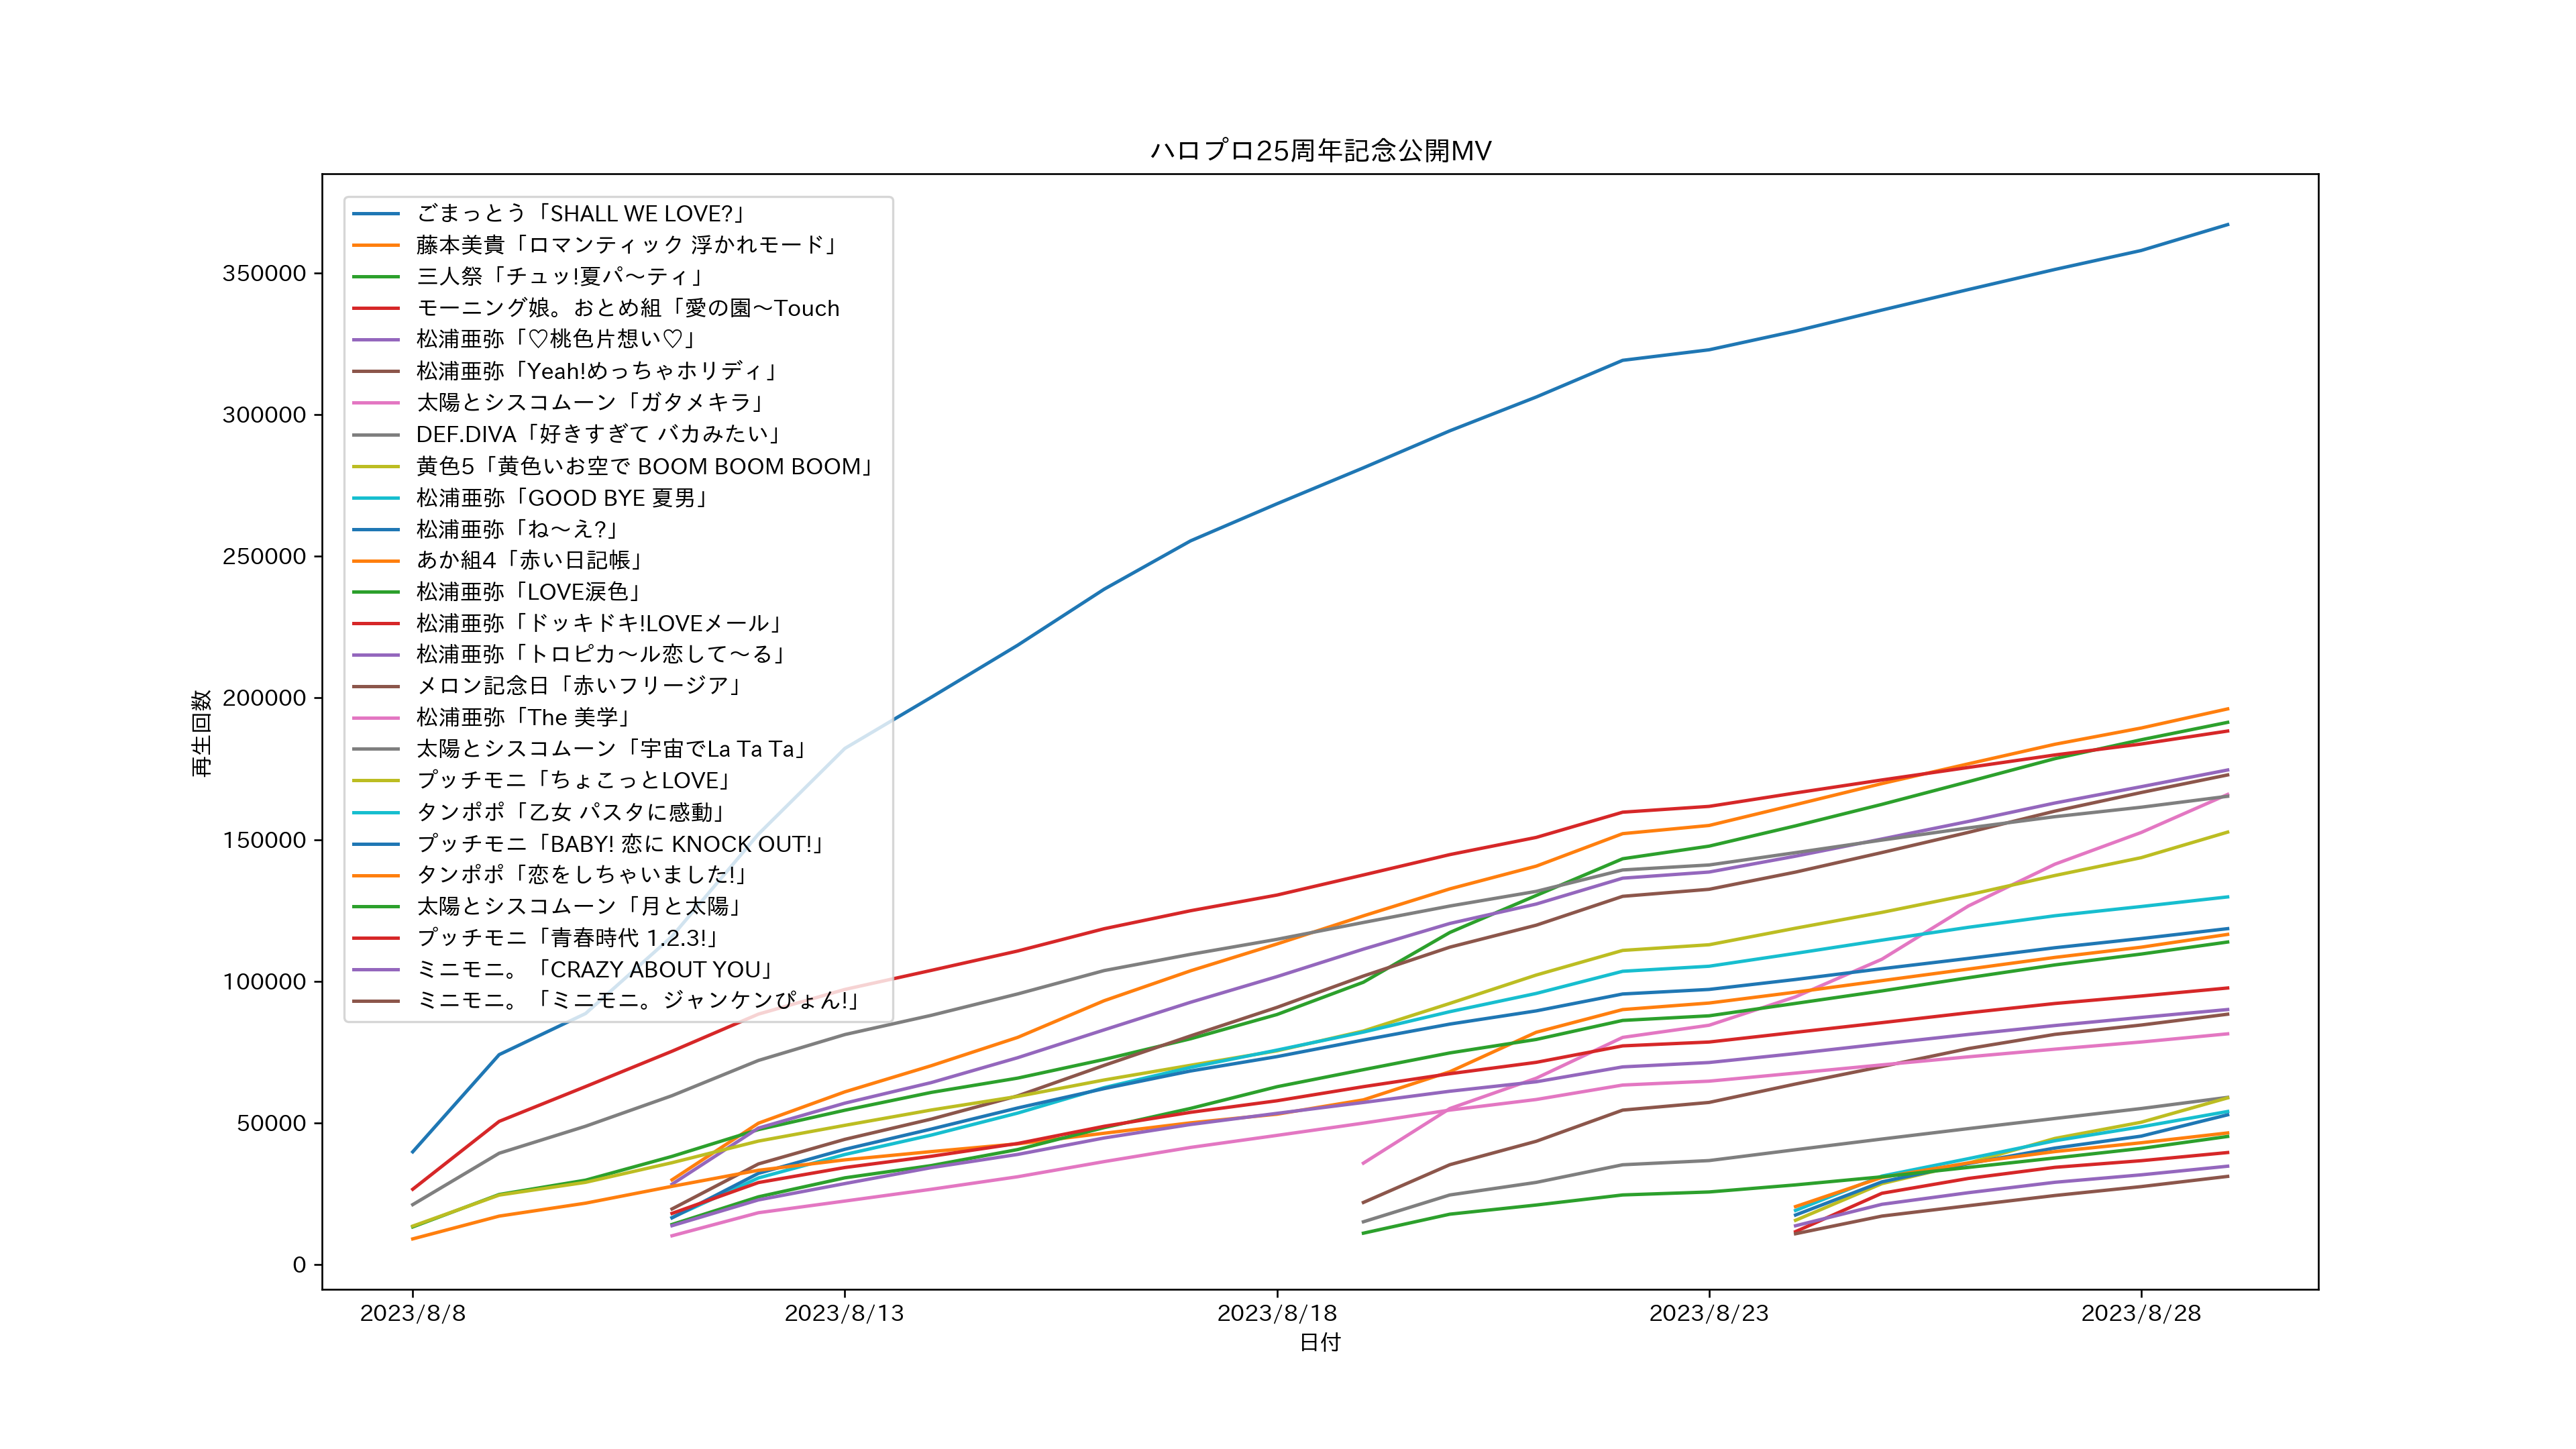 ハロプロ25周年記念公開MV
ごまっとう「SHALL WE LOVE?」
藤本美貴「ロマンティック 浮かれモード」
三人祭「チュッ!夏パ〜ティ」
モーニング娘。おとめ組「愛の園〜Touch
松浦亜弥「♡桃色片想い♡」
松浦亜弥「Yeah!めっちゃホリディ」
太陽とシスコムーン「ガタメキラ」
DEF.DIVA「好きすぎて バカみたい」
黄色5「黄色いお空で BOOM BOOM BOOM」
松浦亜弥「GOOD BYE 夏男」
松浦亜弥「ね〜え?」
あか組4「赤い日記帳」
松浦亜弥「LOVE涙色」
松浦亜弥「ドッキドキ!LOVEメール」
松浦亜弥「トロピカ〜ル恋して〜る」
メロン記念日「赤いフリージア」
松浦亜弥「The 美学」
太陽とシスコムーン「宇宙でLa Ta Ta」
プッチモニ「ちょこっとLOVE」
タンポポ「乙女 パスタに感動」
プッチモニ「BABY! 恋に KNOCK OUT!」
タンポポ「恋をしちゃいました!」
太陽とシスコムーン「月と太陽」
プッチモニ「青春時代 1.2.3!」
ミニモニ。「CRAZY ABOUT YOU」
ミニモニ。「ミニモニ。ジャンケンぴょん!」
再生回数
350000
300000
250000
200000
150000
100000
50000
0
2023/8/8
2023/8/13
2023/8/18
2023/8/23
2023/8/28
日付